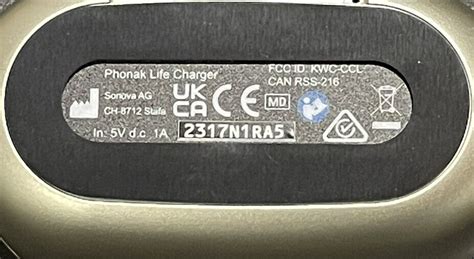 Phonak Life Charger
FCC ID: KWC-CCL
CAN RSS-216
Sonova AG
CH-8712 Stäfa
UK
CA
CE
MD
In: 5V d.c. 1A
2317N1RA5